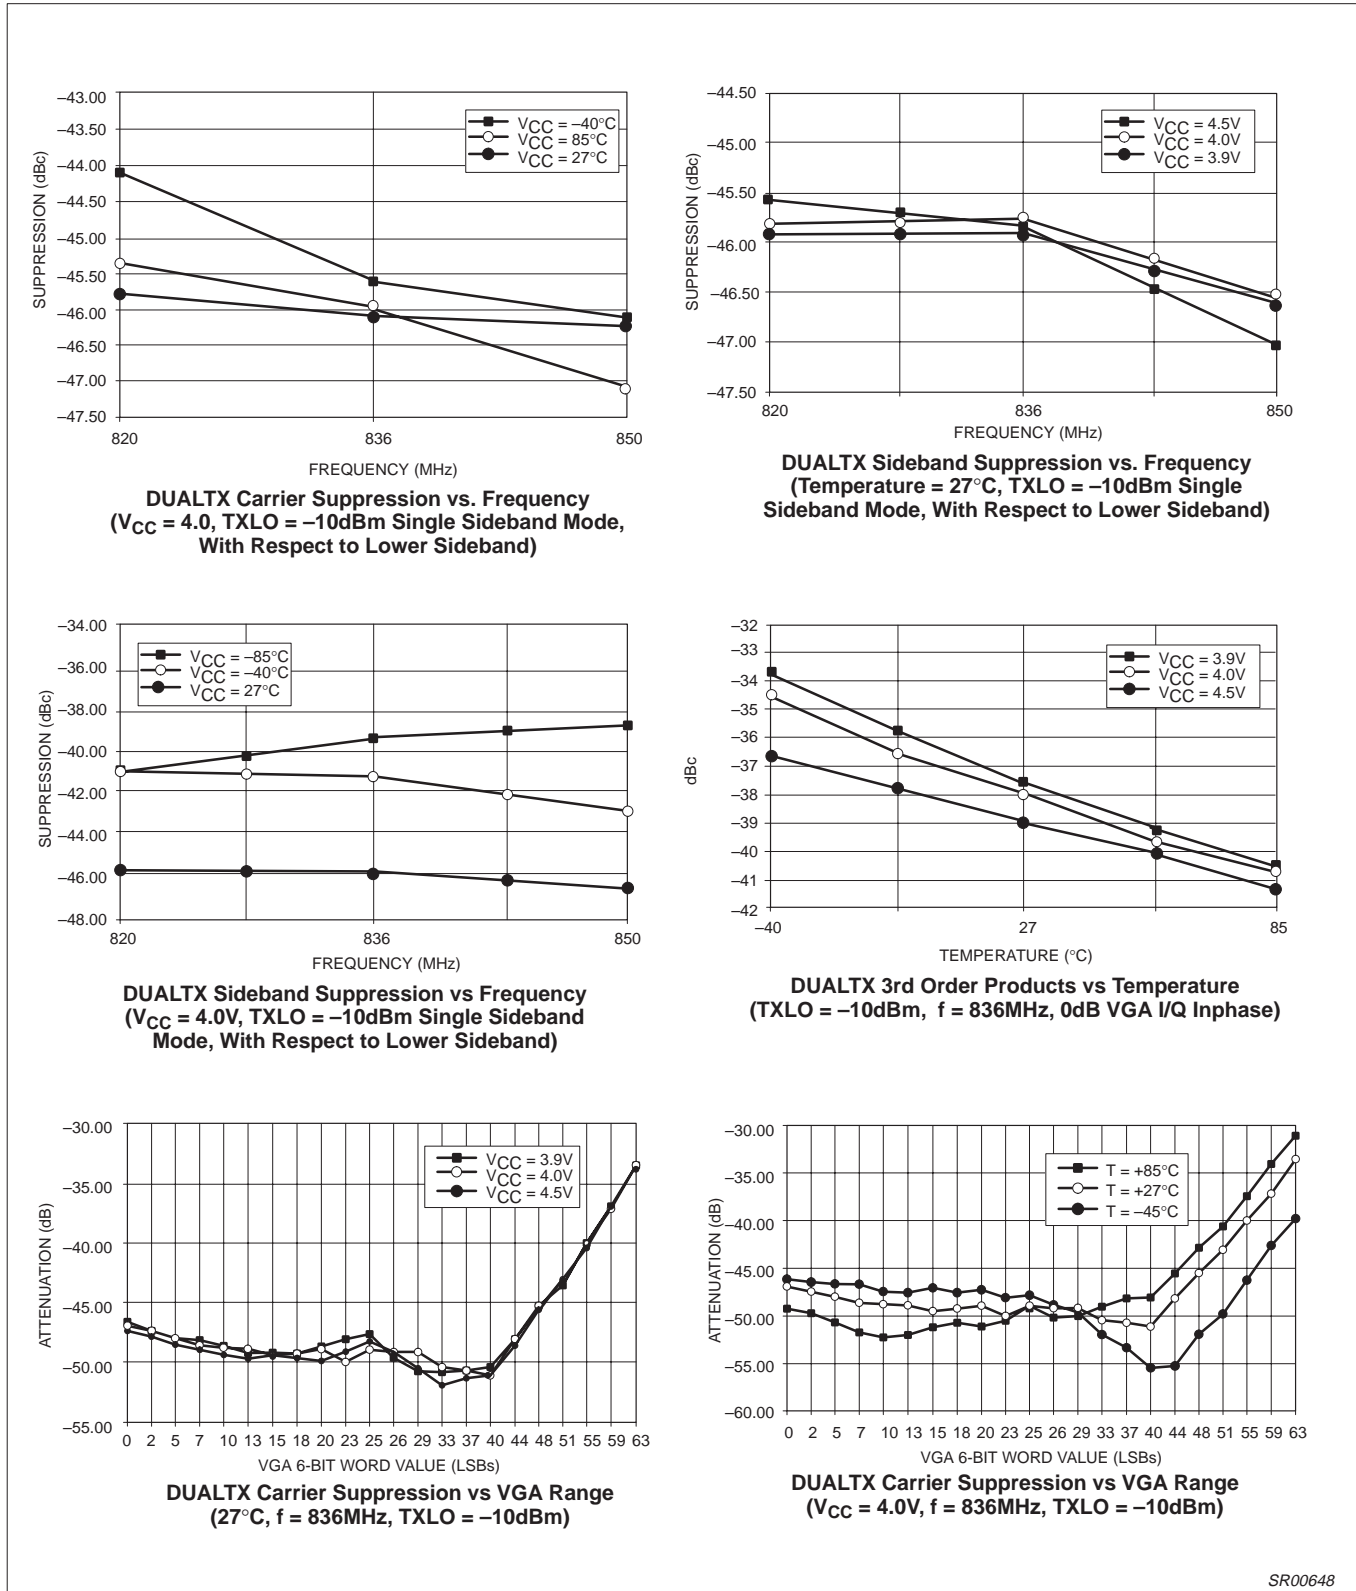 –43.00
–43.50
–44.00
–44.50
–45.00
–45.50
–46.00
–46.50
–47.00
–47.50
SUPPRESSION (dBc)
VCC = –40°C
VCC = 85°C
VCC = 27°C
820 836 850
FREQUENCY (MHz)
DUALTX Carrier Suppression vs. Frequency
(VCC = 4.0, TXLO = –10dBm Single Sideband Mode,
With Respect to Lower Sideband)
–44.50
–45.00
–45.50
–46.00
–46.50
–47.00
–47.50
SUPPRESSION (dBc)
VCC = 4.5V
VCC = 4.0V
VCC = 3.9V
820 836 850
FREQUENCY (MHz)
DUALTX Sideband Suppression vs. Frequency
(Temperature = 27°C, TXLO = –10dBm Single
Sideband Mode, With Respect to Lower Sideband)
–34.00
–36.00
–38.00
–40.00
–42.00
–44.00
–46.00
–48.00
SUPPRESSION (dBc)
VCC = –85°C
VCC = –40°C
VCC = 27°C
820 836 850
FREQUENCY (MHz)
DUALTX Sideband Suppression vs Frequency
(VCC = 4.0V, TXLO = –10dBm Single Sideband
Mode, With Respect to Lower Sideband)
–32
–33
–34
–35
–36
–37
–38
–39
–40
–41
–42
dBc
VCC = 3.9V
VCC = 4.0V
VCC = 4.5V
–40 27 85
TEMPERATURE (°C)
DUALTX 3rd Order Products vs Temperature
(TXLO = –10dBm, f = 836MHz, 0dB VGA I/Q Inphase)
–30.00
–35.00
–40.00
–45.00
–50.00
–55.00
ATTENUATION (dB)
VCC = 3.9V
VCC = 4.0V
VCC = 4.5V
0 2 5 7 10 13 15 18 20 23 25 26 29 33 37 40 44 48 51 55 59 63
VGA 6-BIT WORD VALUE (LSBs)
DUALTX Carrier Suppression vs VGA Range
(27°C, f = 836MHz, TXLO = –10dBm)
–30.00
–35.00
–40.00
–45.00
–50.00
–55.00
–60.00
ATTENUATION (dB)
T = +85°C
T = +27°C
T = –45°C
0 2 5 7 10 13 15 18 20 23 25 26 29 33 37 40 44 48 51 55 59 63
VGA 6-BIT WORD VALUE (LSBs)
DUALTX Carrier Suppression vs VGA Range
(VCC = 4.0V, f = 836MHz, TXLO = –10dBm)
SR00648